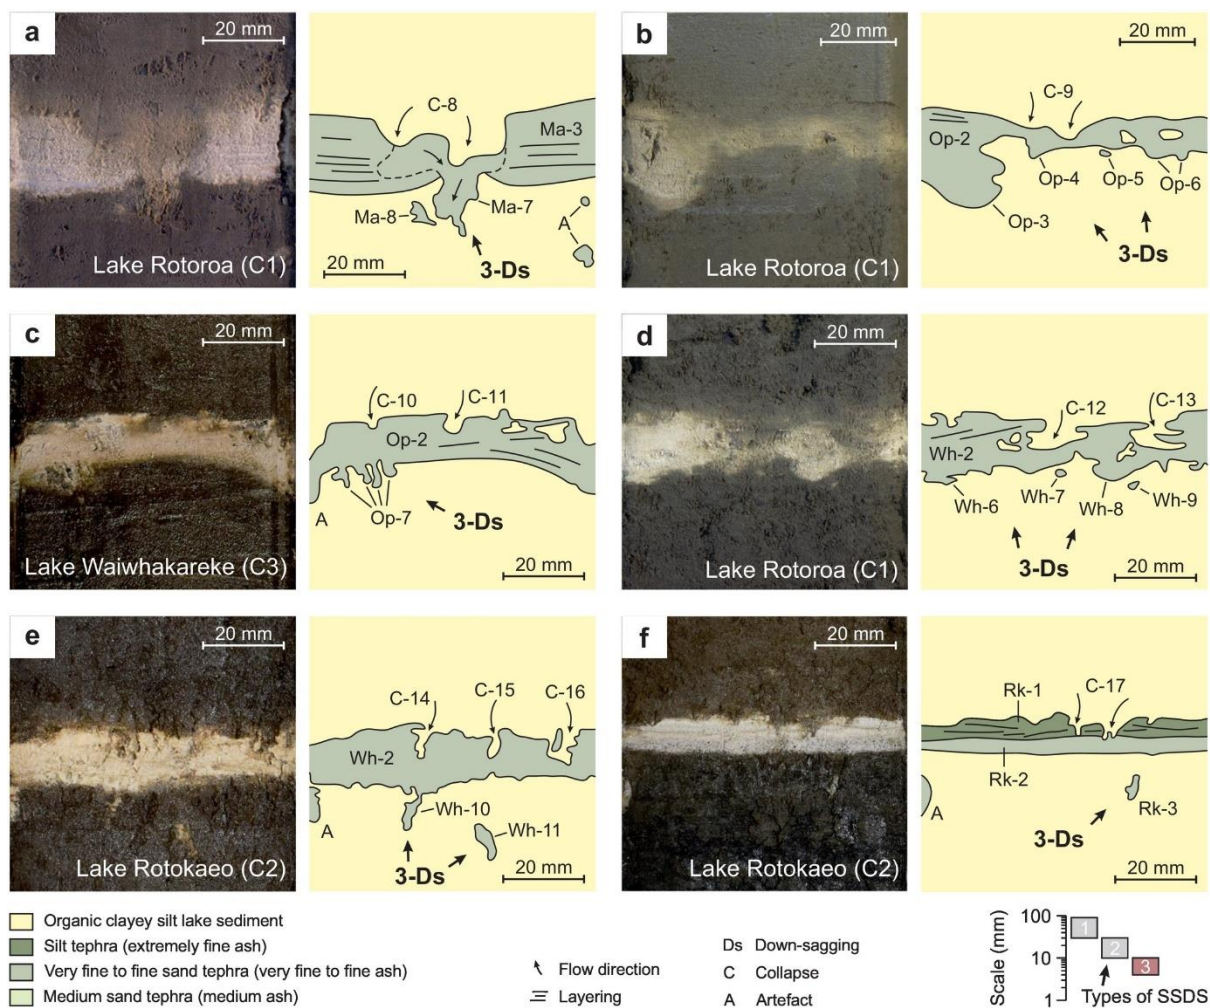 a
20 mm
Lake Rotoroa (C1)
C-8
Ma-3
Ma-8
Ma-7
A
20 mm
3-Ds
b
20 mm
Lake Rotoroa (C1)
20 mm
C-9
Op-2
Op-4
Op-5
Op-6
Op-3
3-Ds
c
20 mm
Lake Waiwhakareke (C3)
C-10
C-11
Op-2
A
Op-7
3-Ds
20 mm
d
20 mm
Lake Rotoroa (C1)
C-12
C-13
Wh-2
Wh-6
Wh-7
Wh-8
Wh-9
3-Ds
20 mm
e
20 mm
Lake Rotokaeo (C2)
C-14
C-15
C-16
Wh-2
A
Wh-10
Wh-11
3-Ds
20 mm
f
20 mm
Lake Rotokaeo (C2)
Rk-1
C-17
Rk-2
Rk-3
A
3-Ds
20 mm
Organic clayey silt lake sediment
Silt tephra (extremely fine ash)
Very fine to fine sand tephra (very fine to fine ash)
Medium sand tephra (medium ash)
Flow direction
Layering
Ds Down-sagging
C Collapse
A Artefact
Scale (mm)
100
10
1
1
2
3
Types of SSDS